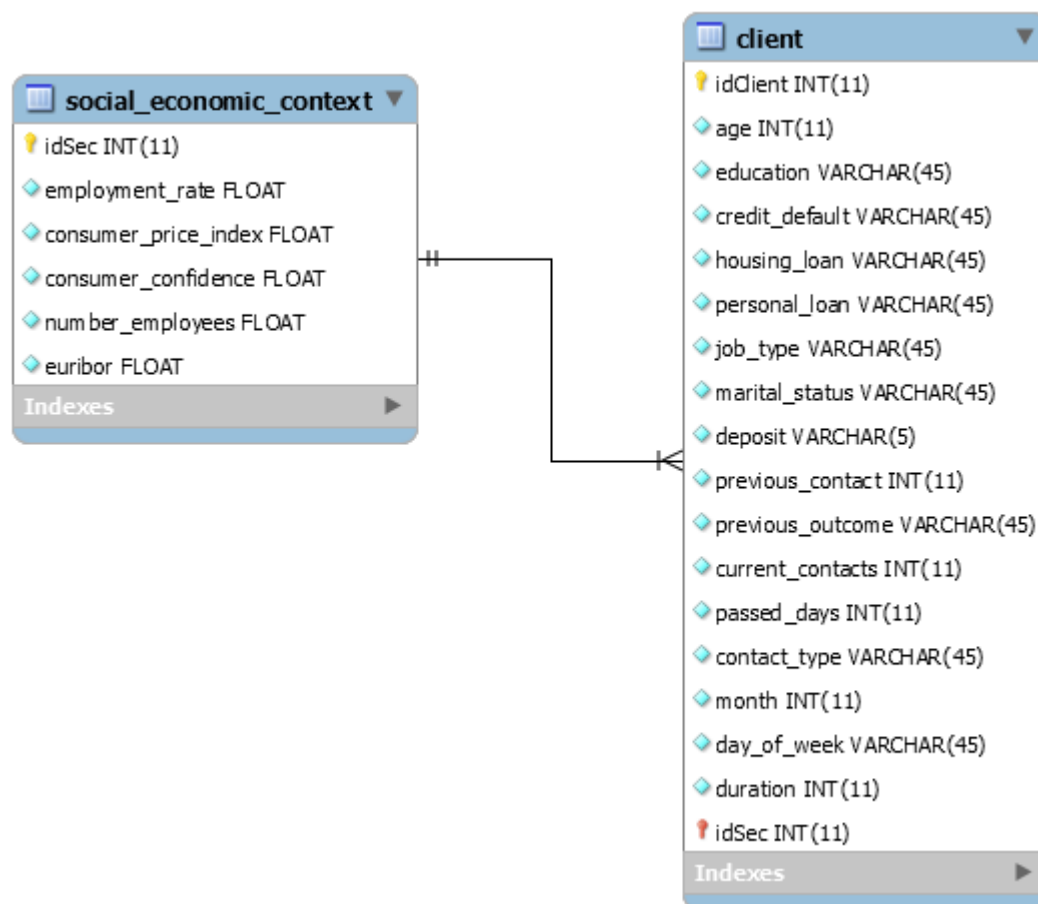 social_economic_context
idSec INT(11)
employment_rate FLOAT
consumer_price_index FLOAT
consumer_confidence FLOAT
number_employees FLOAT
euribor FLOAT
Indexes
client
idClient INT(11)
age INT(11)
education VARCHAR(45)
credit_default VARCHAR(45)
housing_loan VARCHAR(45)
personal_loan VARCHAR(45)
job_type VARCHAR(45)
marital_status VARCHAR(45)
deposit VARCHAR(5)
previous_contact INT(11)
previous_outcome VARCHAR(45)
current_contacts INT(11)
passed_days INT(11)
contact_type VARCHAR(45)
month INT(11)
day_of_week VARCHAR(45)
duration INT(11)
idSec INT(11)
Indexes